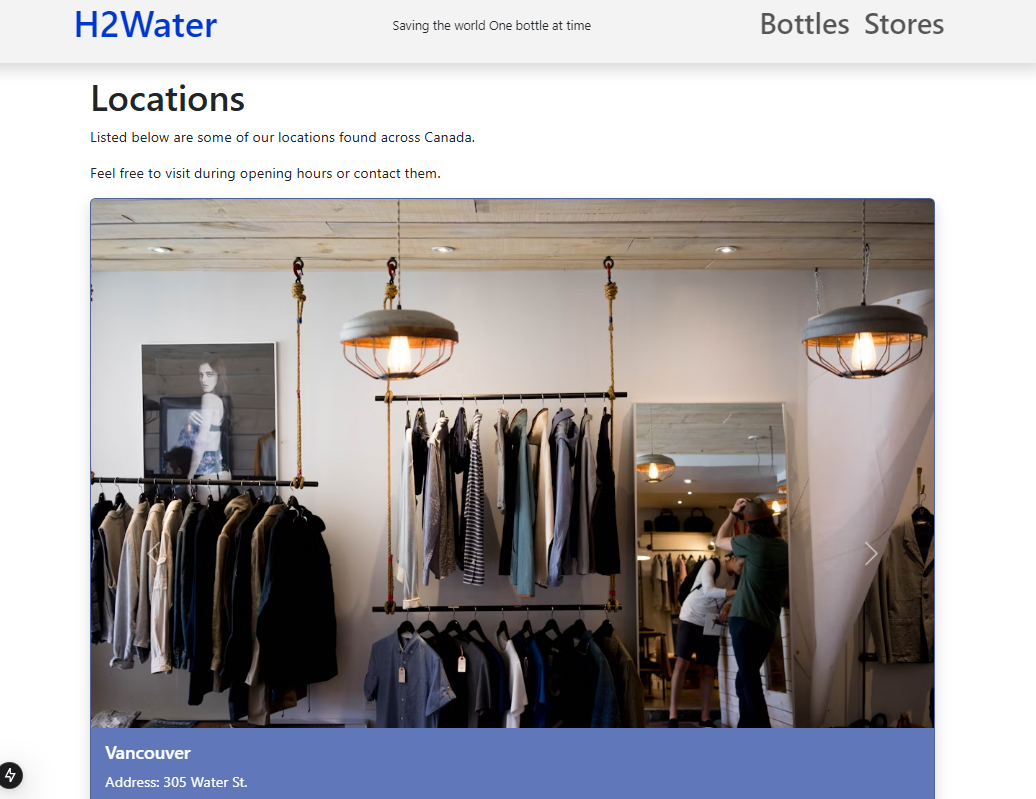 H2Water
Saving the world One bottle at time
Bottles Stores
Locations
Listed below are some of our locations found across Canada.
Feel free to visit during opening hours or contact them.
Vancouver
Address: 305 Water St.